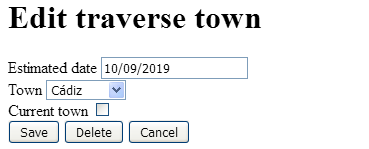 Edit traverse town
Estimated date 10/09/2019
Town Cádiz
Current town
Save Delete Cancel